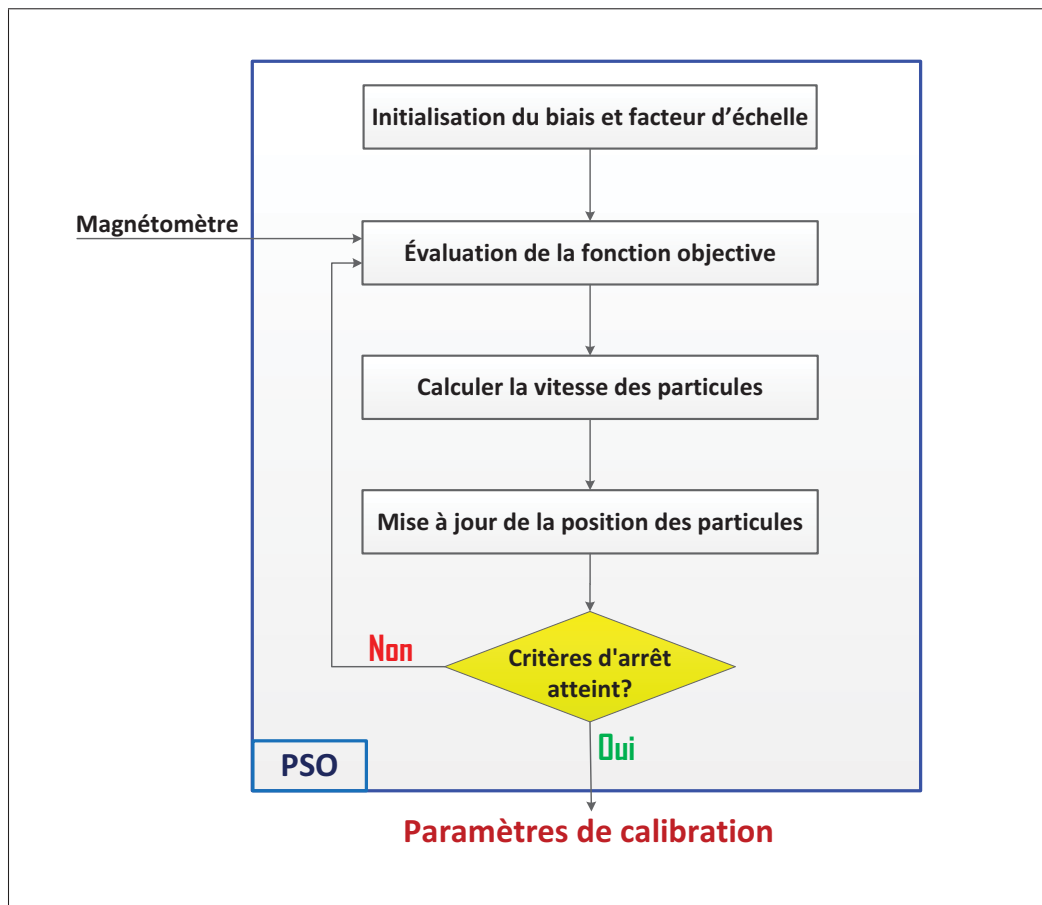 Initialisation du biais et facteur d’échelle
Magnétomètre
Évaluation de la fonction objective
Calculer la vitesse des particules
Mise à jour de la position des particules
Non
Critères d'arrêt
atteint?
Oui
PSO
Paramètres de calibration